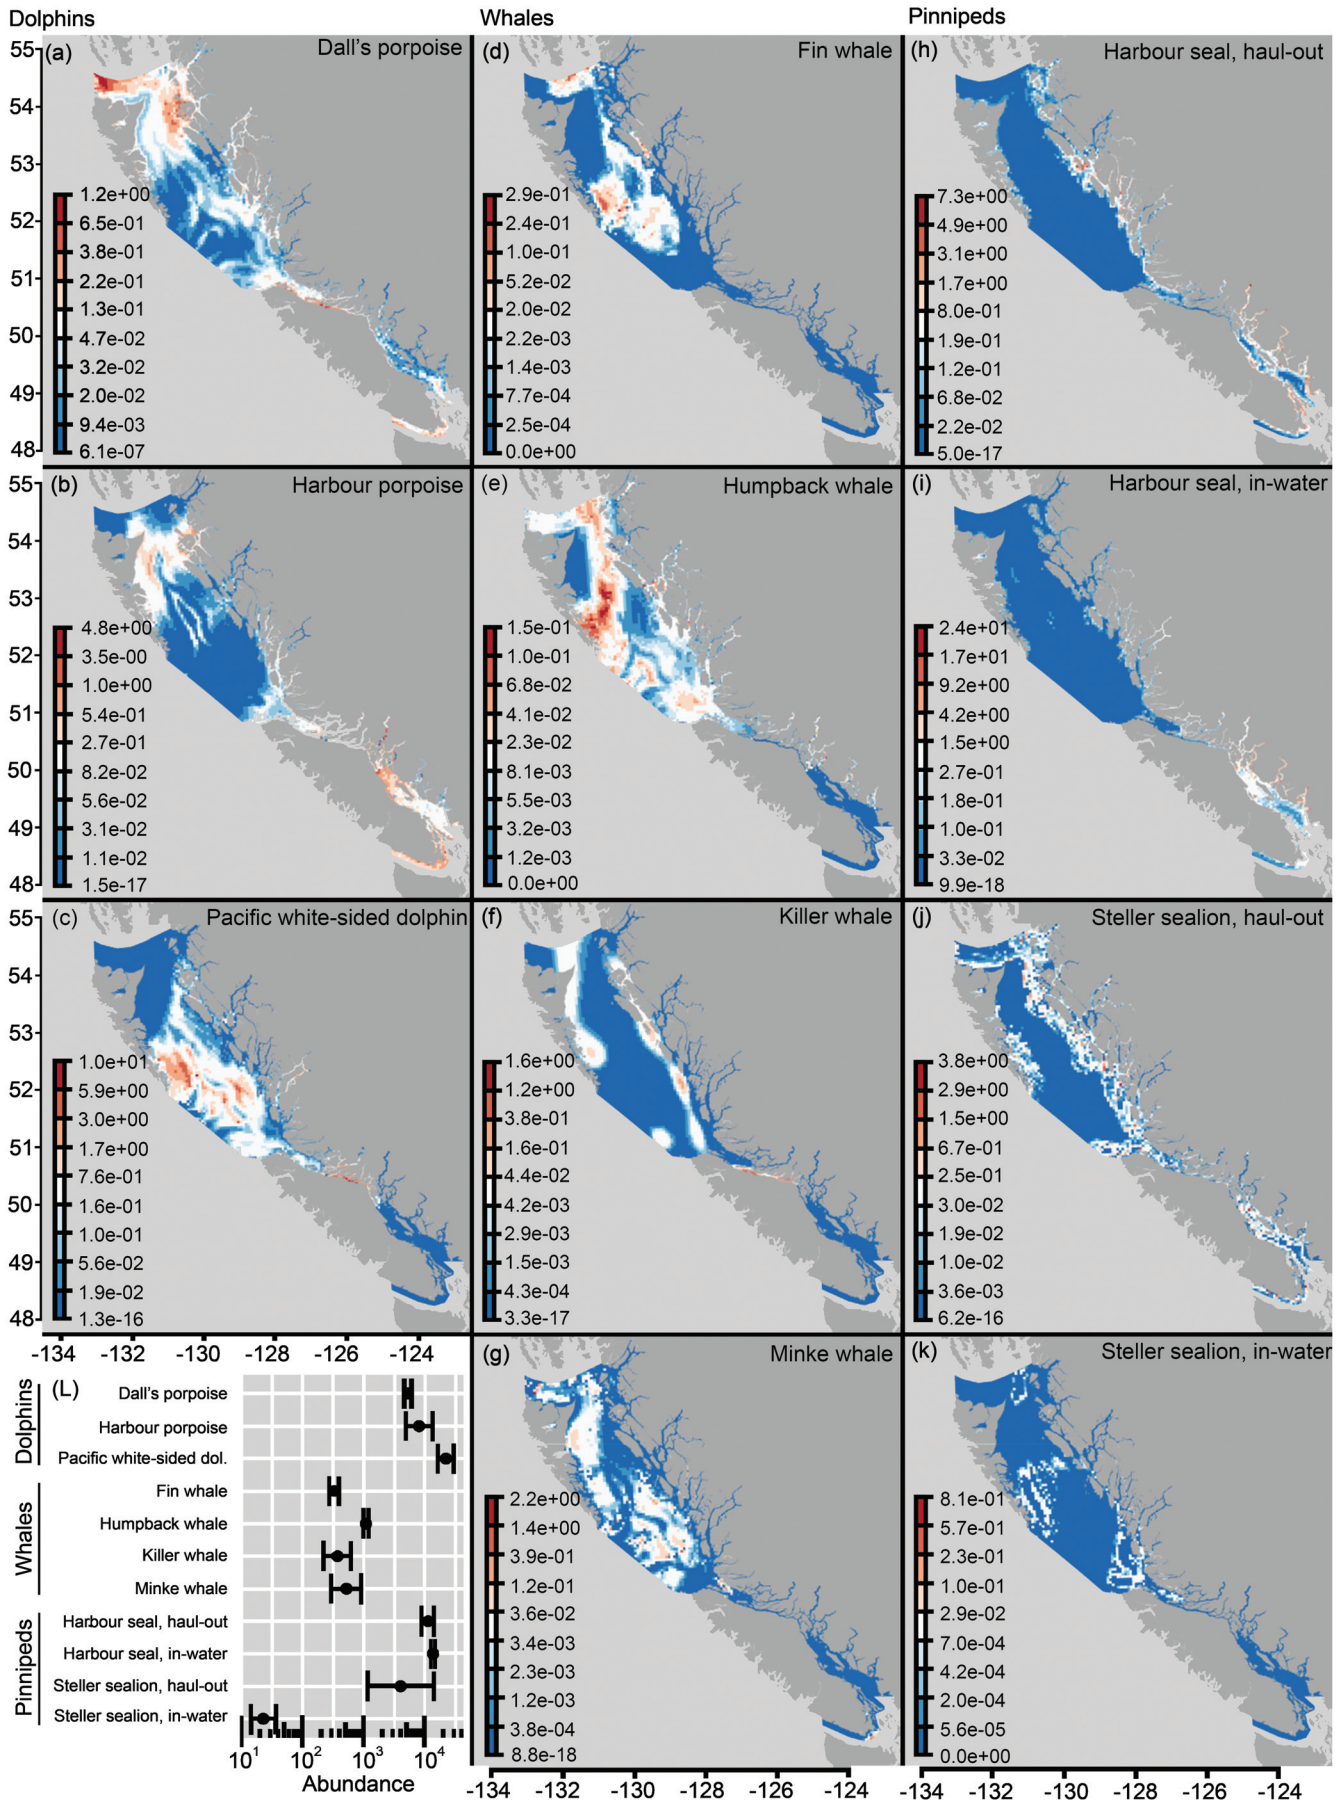 Dolphins
Whales
Pinnipeds
(a)
Dall's porpoise
55
54
53
52
51
50
49
48
1.2e+00
6.5e-01
3.8e-01
2.2e-01
1.3e-01
4.7e-02
3.2e-02
2.0e-02
9.4e-03
6.1e-07
(d)
Fin whale
2.9e-01
2.4e-01
1.0e-01
5.2e-02
2.0e-02
2.2e-03
1.4e-03
7.7e-04
2.5e-04
0.0e+00
(h)
Harbour seal, haul-out
7.3e+00
4.9e+00
3.1e+00
1.7e+00
8.0e-01
1.9e-01
1.2e-01
6.8e-02
2.2e-02
5.0e-17
(b)
Harbour porpoise
55
54
53
52
51
50
49
48
4.8e+00
3.5e-00
1.0e+00
5.4e-01
2.7e-01
8.2e-02
5.6e-02
3.1e-02
1.1e-02
1.5e-17
(e)
Humpback whale
1.5e-01
1.0e-01
6.8e-02
4.1e-02
2.3e-02
8.1e-03
5.5e-03
3.2e-03
1.2e-03
0.0e+00
(i)
Harbour seal, in-water
2.4e+01
1.7e+01
9.2e+00
4.2e+00
1.5e+00
2.7e-01
1.8e-01
1.0e-01
3.3e-02
9.9e-18
(c)
Pacific white-sided dolphin
55
54
53
52
51
50
49
48
1.0e+01
5.9e+00
3.0e+00
1.7e+00
7.6e-01
1.6e-01
1.0e-01
5.6e-02
1.9e-02
1.3e-16
-134 -132 -130 -128 -126 -124
(f)
Killer whale
1.6e+00
1.2e+00
3.8e-01
1.6e-01
4.4e-02
4.2e-03
2.9e-03
1.5e-03
4.3e-04
3.3e-17
(j)
Steller sealion, haul-out
3.8e+00
2.9e+00
1.5e+00
6.7e-01
2.5e-01
3.0e-02
1.9e-02
1.0e-02
3.6e-03
6.2e-16
(L)
Dolphins
Dall's porpoise
Harbour porpoise
Pacific white-sided dol.
Whales
Fin whale
Humpback whale
Killer whale
Minke whale
Pinnipeds
Harbour seal, haul-out
Harbour seal, in-water
Steller sealion, haul-out
Steller sealion, in-water
10¹ 10² 10³ 10⁴
Abundance
(g)
Minke whale
2.2e+00
1.4e+00
3.9e-01
1.2e-01
3.6e-02
3.4e-03
2.3e-03
1.2e-03
3.8e-04
8.8e-18
-134 -132 -130 -128 -126 -124
(k)
Steller sealion, in-water
8.1e-01
5.7e-01
2.3e-01
1.0e-01
2.9e-02
7.0e-04
4.2e-04
2.0e-04
5.6e-05
0.0e+00
-134 -132 -130 -128 -126 -124